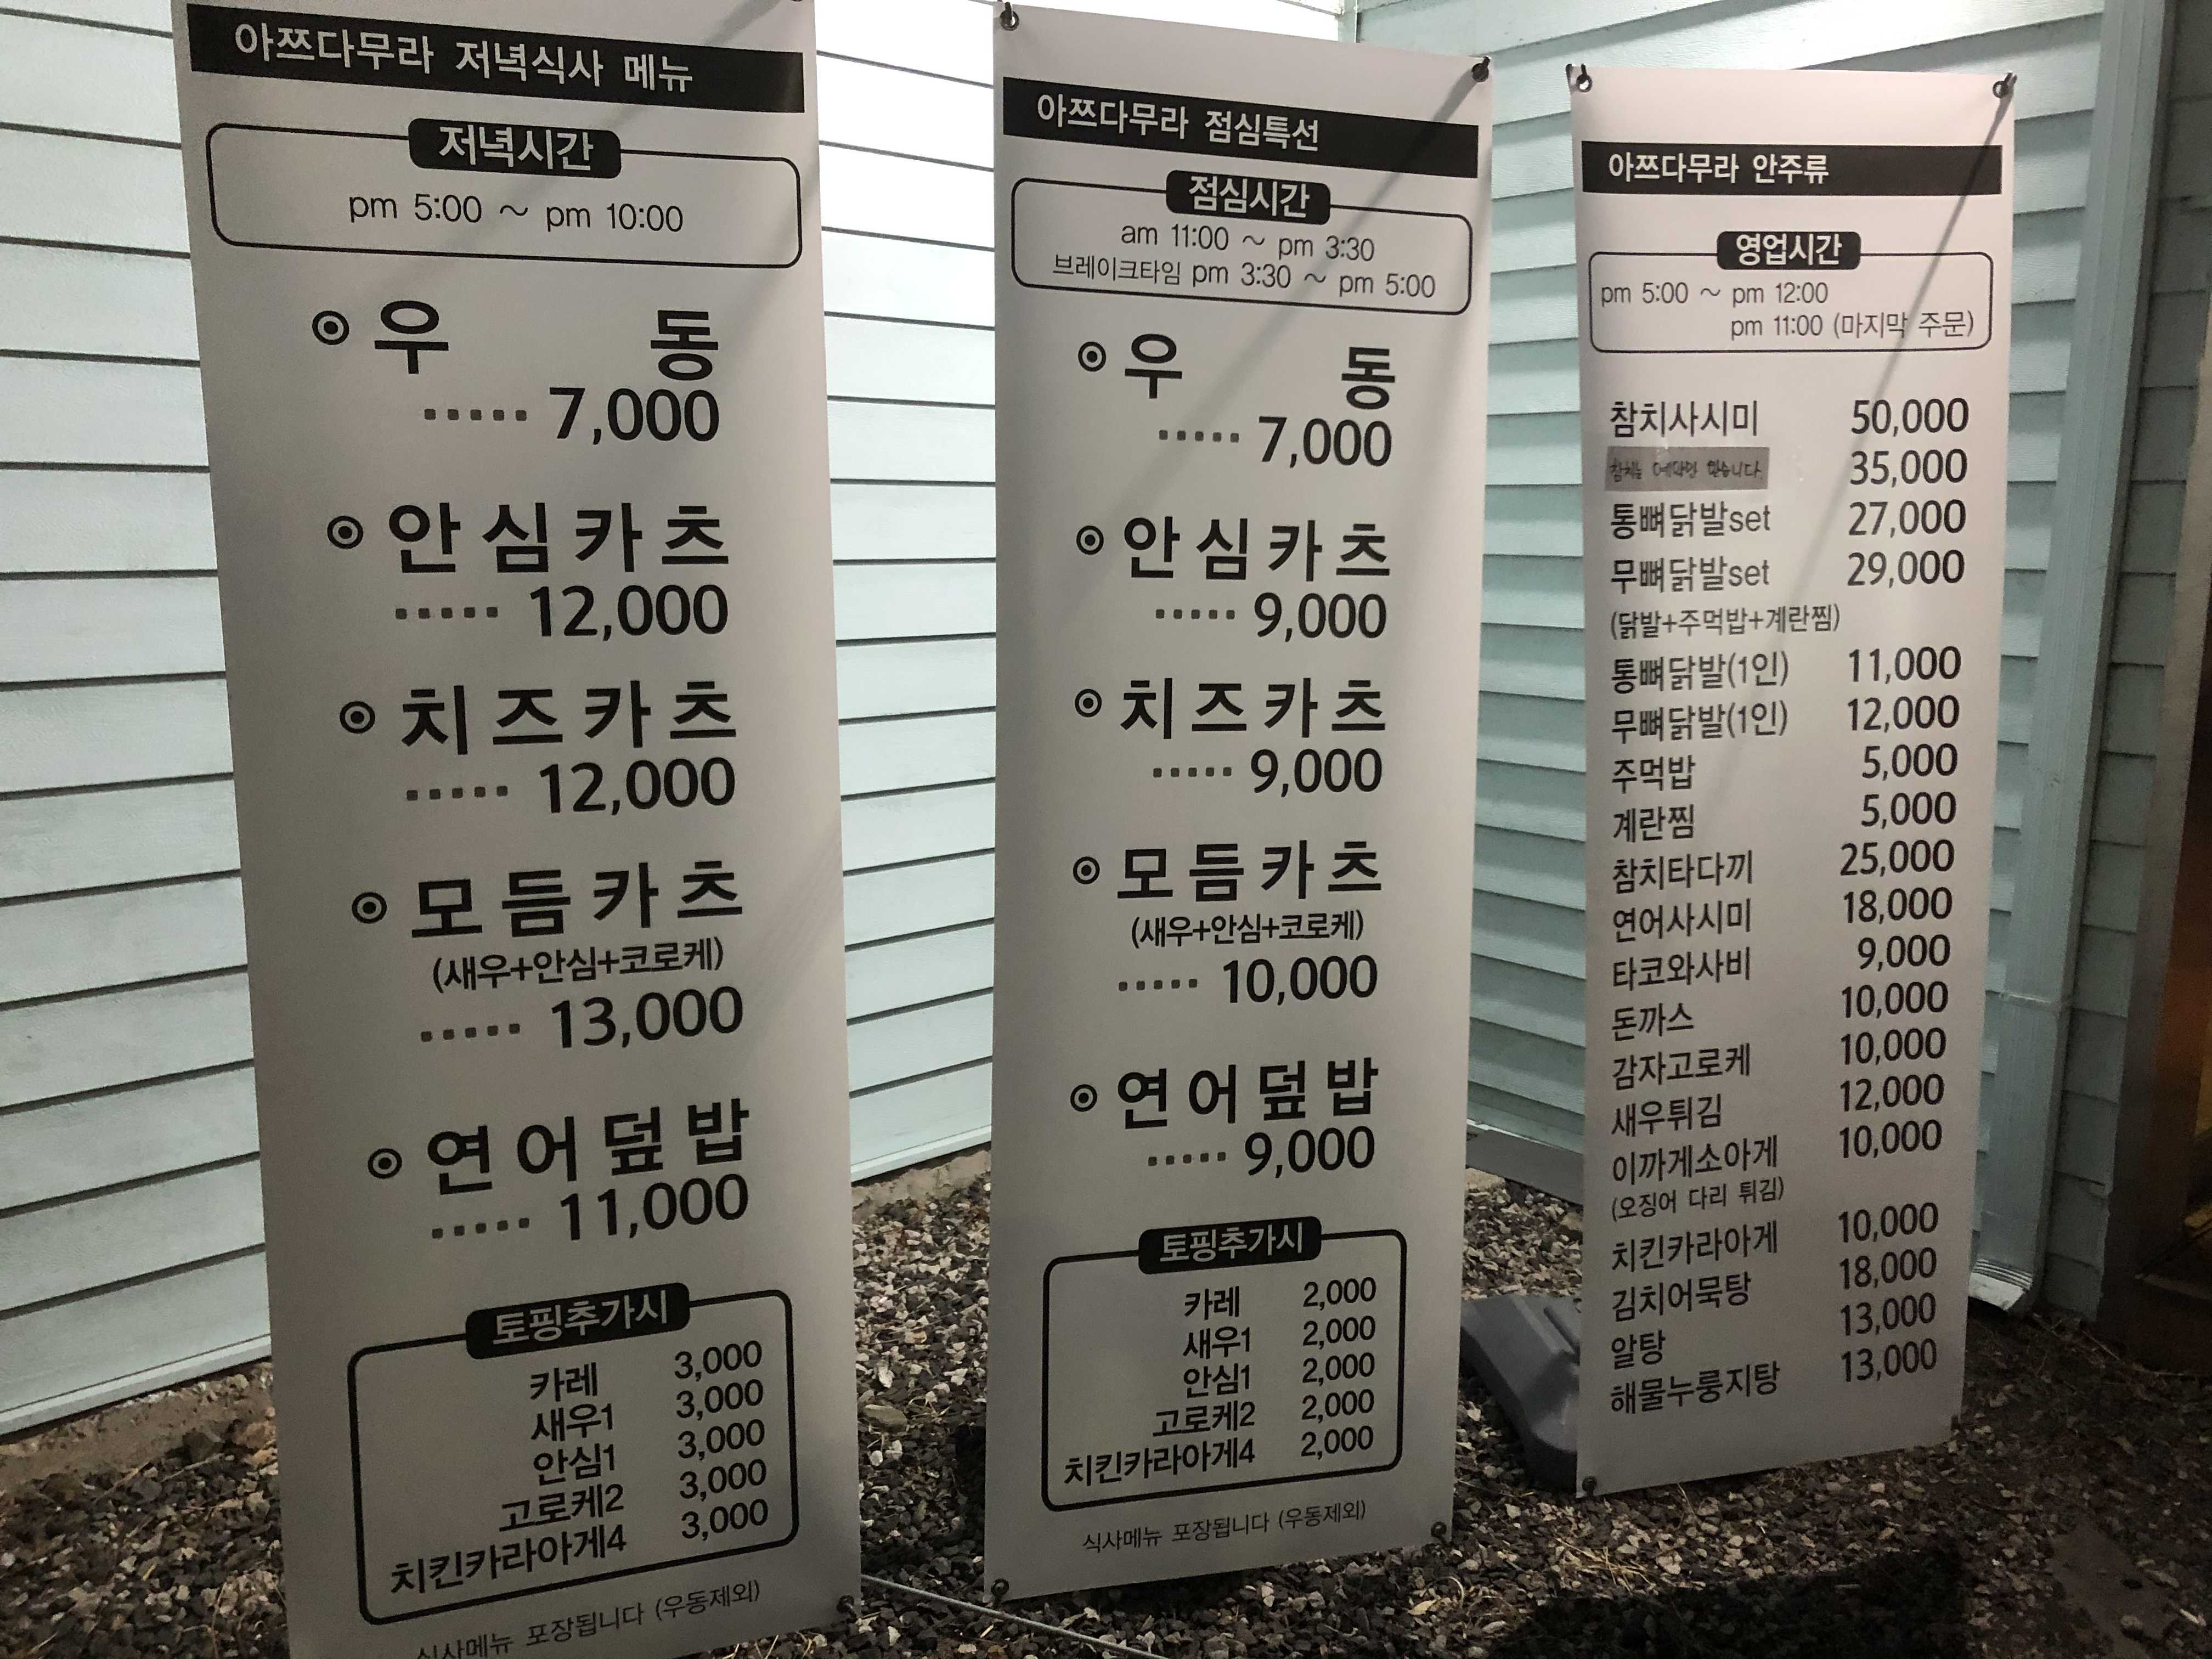 아쯔다무라 저녁식사 메뉴
저녁시간
pm 5:00 ~ pm 10:00
◉ 우 동
····· 7,000
◉ 안심카츠
····· 12,000
◉ 치즈카츠
····· 12,000
◉ 모듬카츠
(새우+안심+코로케)
····· 13,000
◉ 연어덮밥
····· 11,000
토핑추가시
카레 3,000
새우1 3,000
안심1 3,000
고로케2 3,000
치킨카라아게4 3,000
식사메뉴 포장됩니다 (우동제외)
아쯔다무라 점심특선
점심시간
am 11:00 ~ pm 3:30
브레이크타임 pm 3:30 ~ pm 5:00
◉ 우 동
····· 7,000
◉ 안심카츠
····· 9,000
◉ 치즈카츠
····· 9,000
◉ 모듬카츠
(새우+안심+코로케)
····· 10,000
◉ 연어덮밥
····· 9,000
토핑추가시
카레 2,000
새우1 2,000
안심1 2,000
고로케2 2,000
치킨카라아게4 2,000
식사메뉴 포장됩니다 (우동제외)
아쯔다무라 안주류
영업시간
pm 5:00 ~ pm 12:00
pm 11:00 (마지막 주문)
참치사시미 50,000
참치는 예약만 받습니다. 35,000
통뼈닭발set 27,000
무뼈닭발set 29,000
(닭발+주먹밥+계란찜)
통뼈닭발(1인) 11,000
무뼈닭발(1인) 12,000
주먹밥 5,000
계란찜 5,000
참치타다끼 25,000
연어사시미 18,000
타코와사비 9,000
돈까스 10,000
감자고로케 10,000
새우튀김 12,000
이까게소아게 10,000
(오징어 다리 튀김)
치킨카라아게 10,000
김치어묵탕 18,000
알탕 13,000
해물누룽지탕 13,000